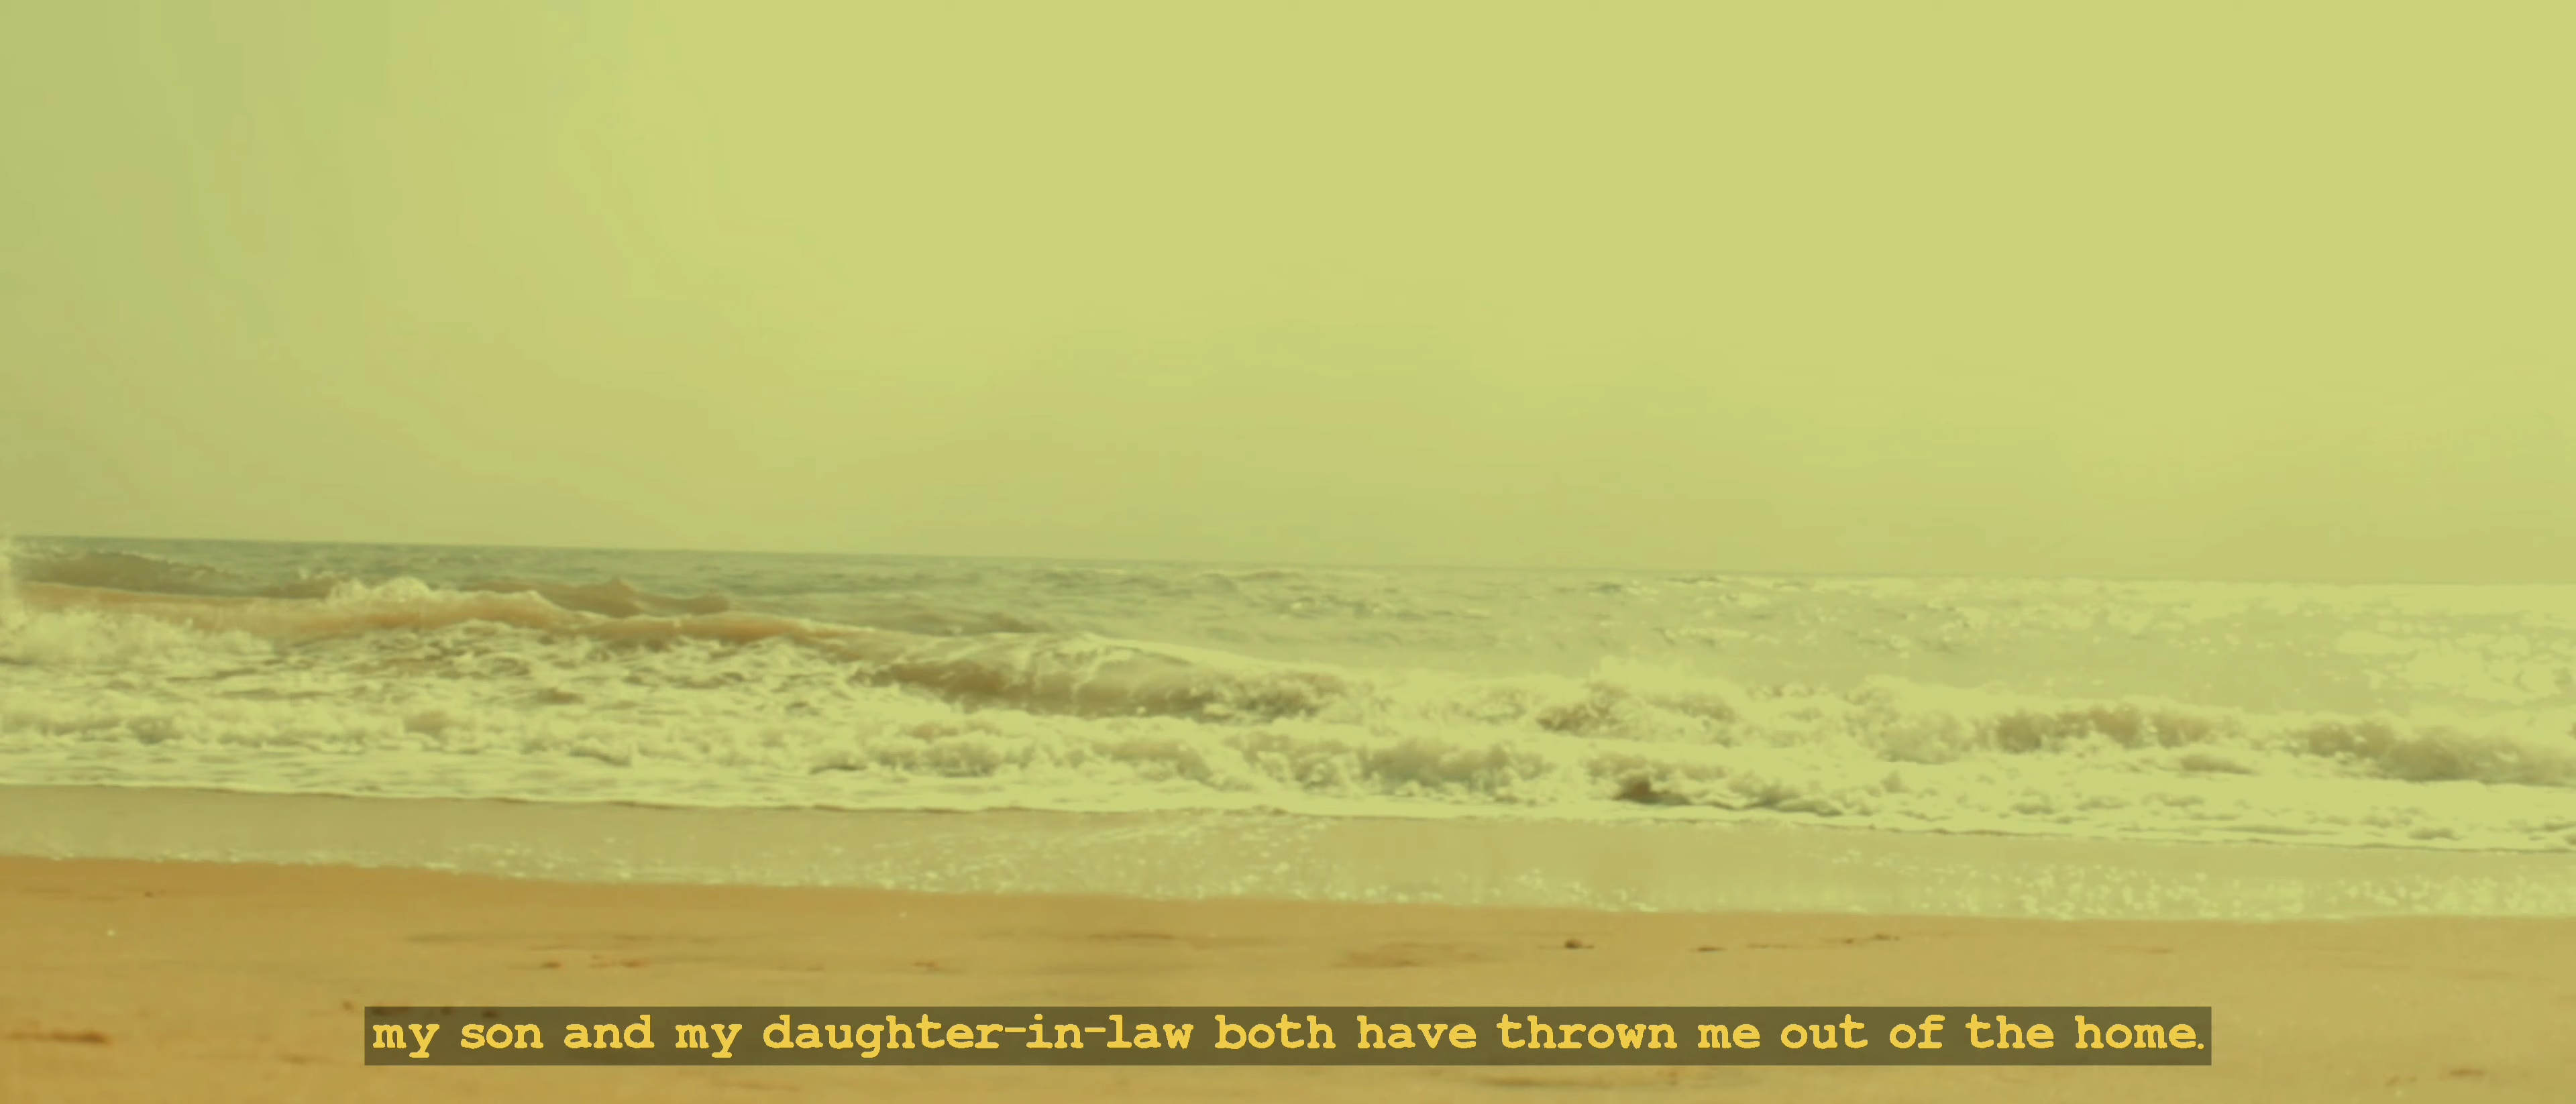 my son and my daughter-in-law both have thrown me out of the home.